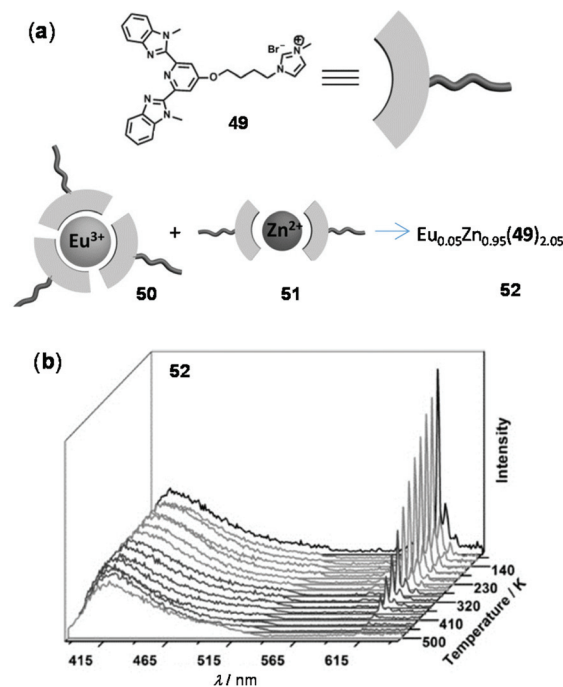 (a)
N
N
N
N
N
O
Br⁻
⊕
N
N
49
Eu³⁺
+
Zn²⁺
Eu₀.₀₅Zn₀.₉₅(49)₂.₀₅
50
51
52
(b)
52
Intensity
140
230
320
410
500
Temperature / K
415
465
515
565
615
λ / nm